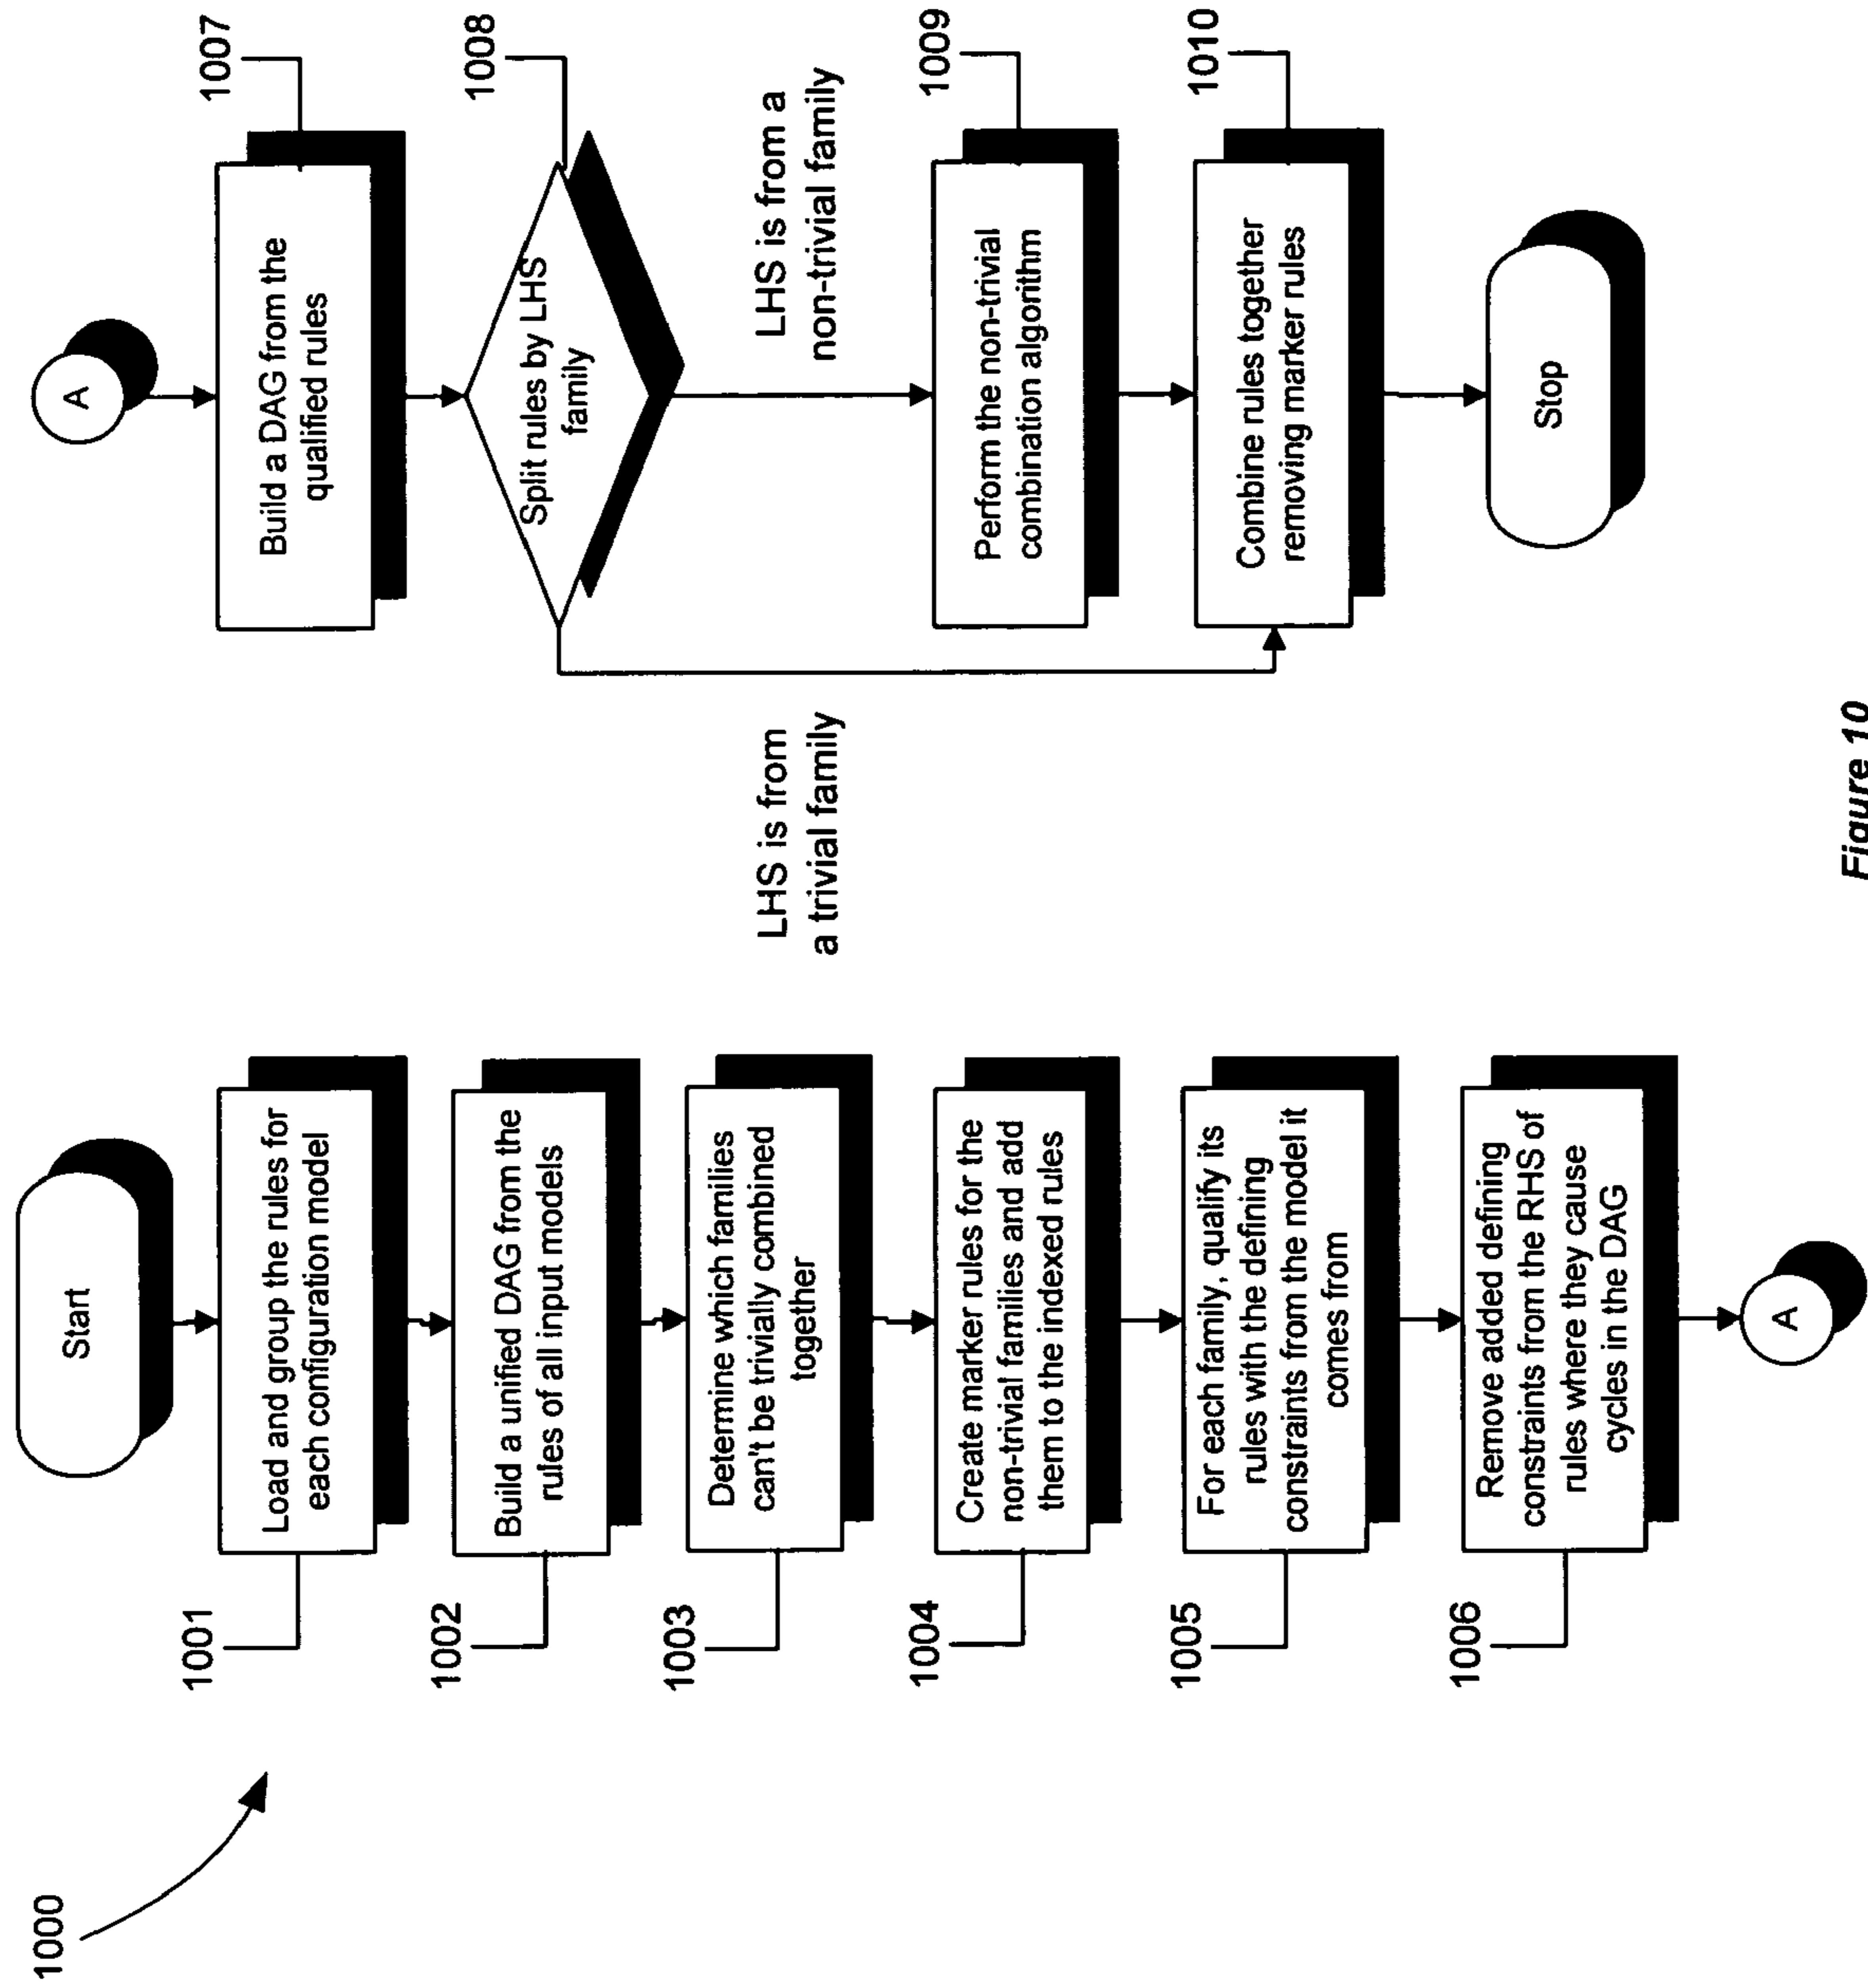 1000
Start
1001
Load and group the rules for
each configuration model
1002
Build a unified DAG from the
rules of all input models
1003
Determine which families
can't be trivially combined
together
1004
Create marker rules for the
non-trivial families and add
them to the indexed rules
1005
For each family, qualify its
rules with the defining
constraints from the model it
comes from
1006
Remove added defining
constraints from the RHS of
rules where they cause
cycles in the DAG
A
A
1007
Build a DAG from the
qualified rules
1008
Split rules by LHS
family
LHS is from
a trivial family
LHS is from a
non-trivial family
1009
Perform the non-trivial
combination algorithm
1010
Combine rules together
removing marker rules
Stop
Figure 10